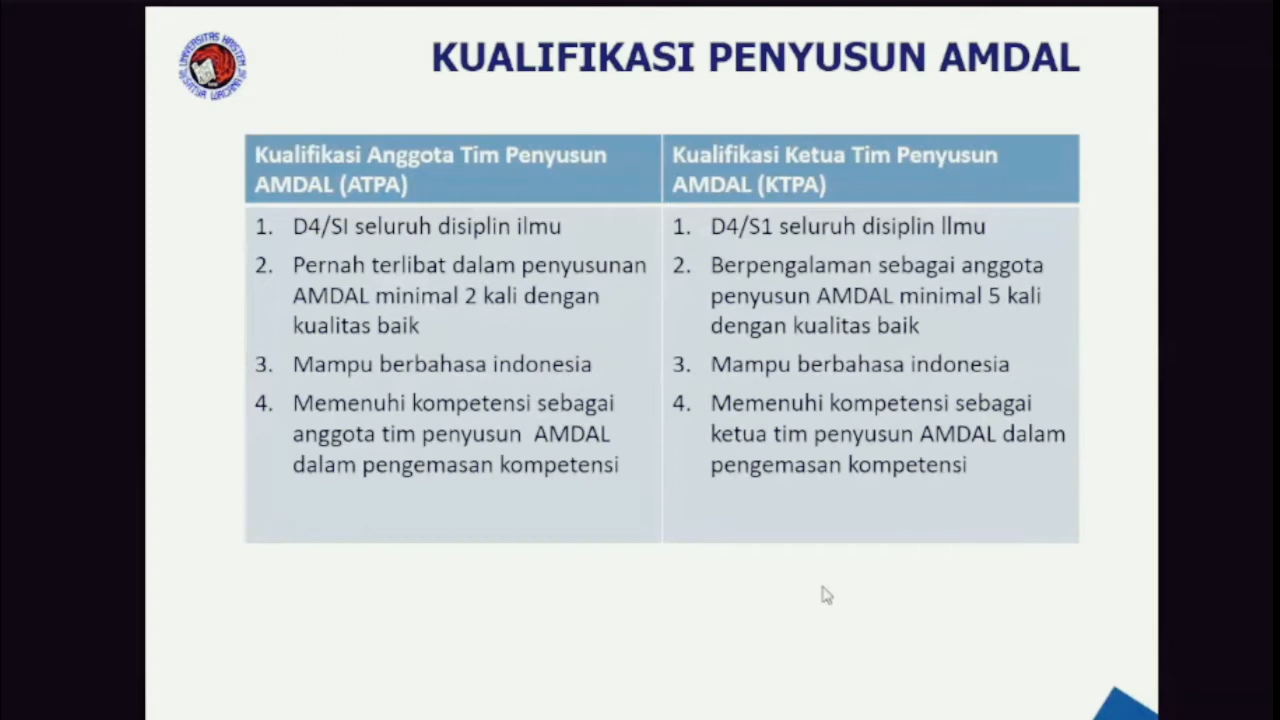 UNIVERSITAS KRISTEN
SATYA WACANA
KUALIFIKASI PENYUSUN AMDAL
Kualifikasi Anggota Tim Penyusun
AMDAL (ATPA)
1. D4/SI seluruh disiplin ilmu
2. Pernah terlibat dalam penyusunan
AMDAL minimal 2 kali dengan
kualitas baik
3. Mampu berbahasa indonesia
4. Memenuhi kompetensi sebagai
anggota tim penyusun AMDAL
dalam pengemasan kompetensi
Kualifikasi Ketua Tim Penyusun
AMDAL (KTPA)
1. D4/S1 seluruh disiplin llmu
2. Berpengalaman sebagai anggota
penyusun AMDAL minimal 5 kali
dengan kualitas baik
3. Mampu berbahasa indonesia
4. Memenuhi kompetensi sebagai
ketua tim penyusun AMDAL dalam
pengemasan kompetensi